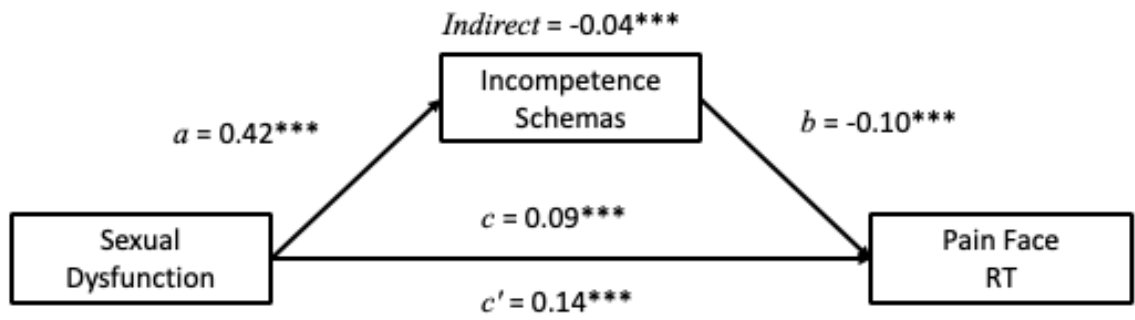 Indirect = -0.04***
Incompetence
Schemas
a = 0.42***
b = -0.10***
c = 0.09***
Sexual
Dysfunction
Pain Face
RT
c' = 0.14***